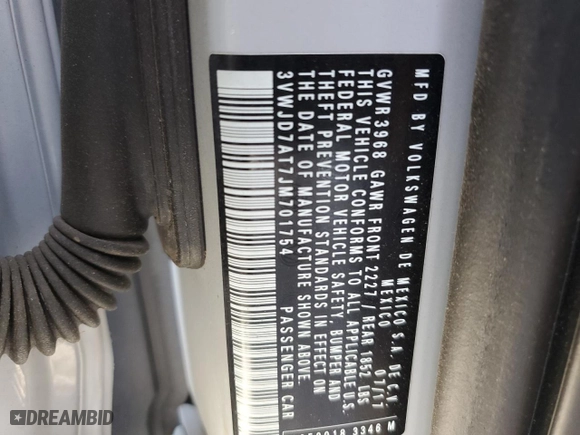 MFD BY VOLKSWAGEN DE MEXICO S.A. DE C.V.
MEXICO 07/17
GVWR 3968 GAWR FRONT 2227 / REAR 1852 LBS
THIS VEHICLE CONFORMS TO ALL APPLICABLE U.S.
FEDERAL MOTOR VEHICLE SAFETY, BUMPER AND
THEFT PREVENTION STANDARDS IN EFFECT ON
THE DATE OF MANUFACTURE SHOWN ABOVE.
3VWJD7AT7JM701754 PASSENGER CAR
3346 M
DREAMBID